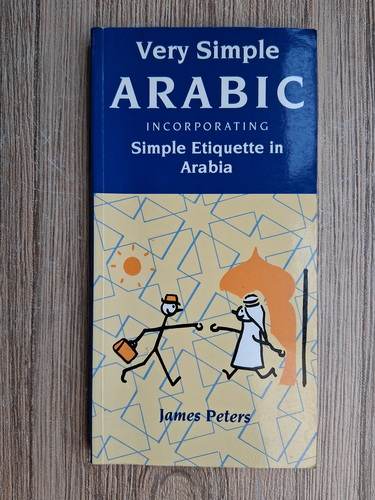 Very Simple
ARABIC
INCORPORATING
Simple Etiquette in
Arabia
James Peters